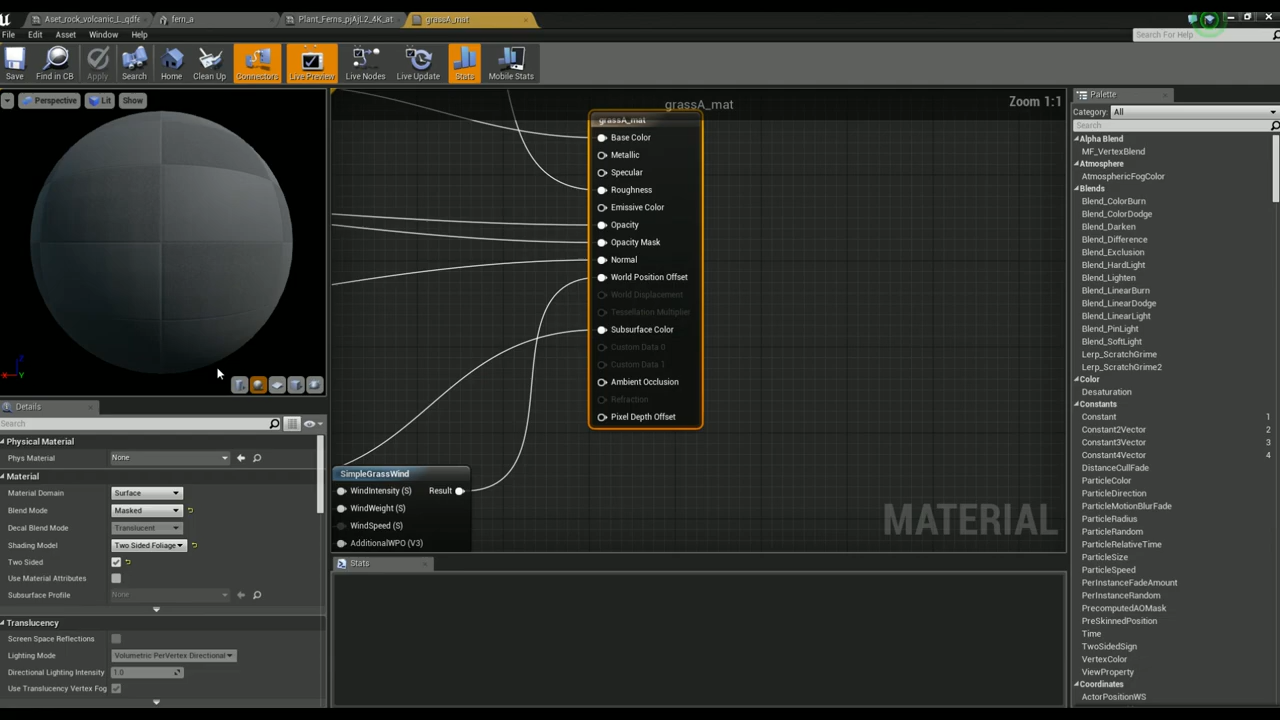 Aset_rock_volcanic_L_qdfe
fern_a
Plant_Ferns_pjAjL2_4K_at
grassA_mat
File
Edit
Asset
Window
Help
Search For Help
Save
Find in CB
Apply
Search
Home
Clean Up
Connectors
Live Preview
Live Nodes
Live Update
Stats
Mobile Stats
Perspective
Lit
Show
grassA_mat
Zoom 1:1
grassA_mat
Base Color
Metallic
Specular
Roughness
Emissive Color
Opacity
Opacity Mask
Normal
World Position Offset
World Displacement
Tessellation Multiplier
Subsurface Color
Custom Data 0
Custom Data 1
Ambient Occlusion
Refraction
Pixel Depth Offset
SimpleGrassWind
WindIntensity (S)
Result
WindWeight (S)
WindSpeed (S)
AdditionalWPO (V3)
MATERIAL
Z
X
Y
Details
Search
Physical Material
Phys Material
None
Material
Material Domain
Surface
Blend Mode
Masked
Decal Blend Mode
Translucent
Shading Model
Two Sided Foliage
Two Sided
Use Material Attributes
Subsurface Profile
None
Translucency
Screen Space Reflections
Lighting Mode
Volumetric PerVertex Directional
Directional Lighting Intensity
1.0
Use Translucency Vertex Fog
Stats
Palette
Category:
All
Search
Alpha Blend
MF_VertexBlend
Atmosphere
AtmosphericFogColor
Blends
Blend_ColorBurn
Blend_ColorDodge
Blend_Darken
Blend_Difference
Blend_Exclusion
Blend_HardLight
Blend_Lighten
Blend_LinearBurn
Blend_LinearDodge
Blend_LinearLight
Blend_PinLight
Blend_SoftLight
Lerp_ScratchGrime
Lerp_ScratchGrime2
Color
Desaturation
Constants
Constant 1
Constant2Vector 2
Constant3Vector 3
Constant4Vector 4
DistanceCullFade
ParticleColor
ParticleDirection
ParticleMotionBlurFade
ParticleRadius
ParticleRandom
ParticleRelativeTime
ParticleSize
ParticleSpeed
PerInstanceFadeAmount
PerInstanceRandom
PrecomputedAOMask
PreSkinnedPosition
Time
TwoSidedSign
VertexColor
ViewProperty
Coordinates
ActorPositionWS